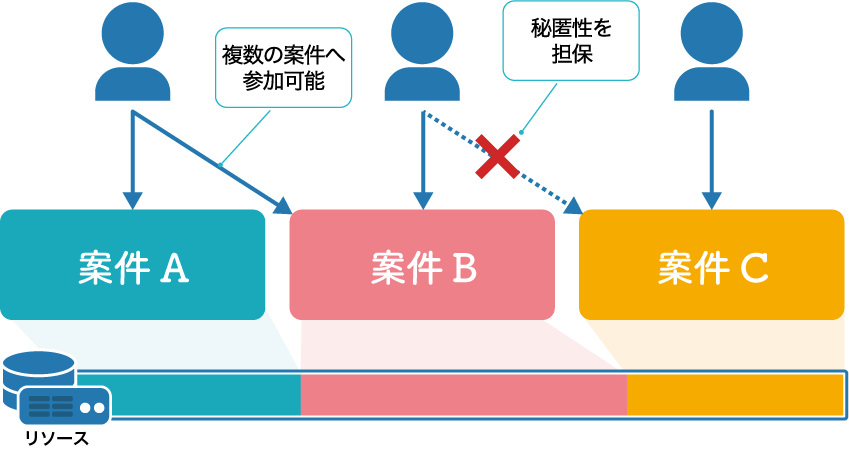 複数の案件へ
参加可能
秘匿性を
担保
案件 A
案件 B
案件 C
リソース